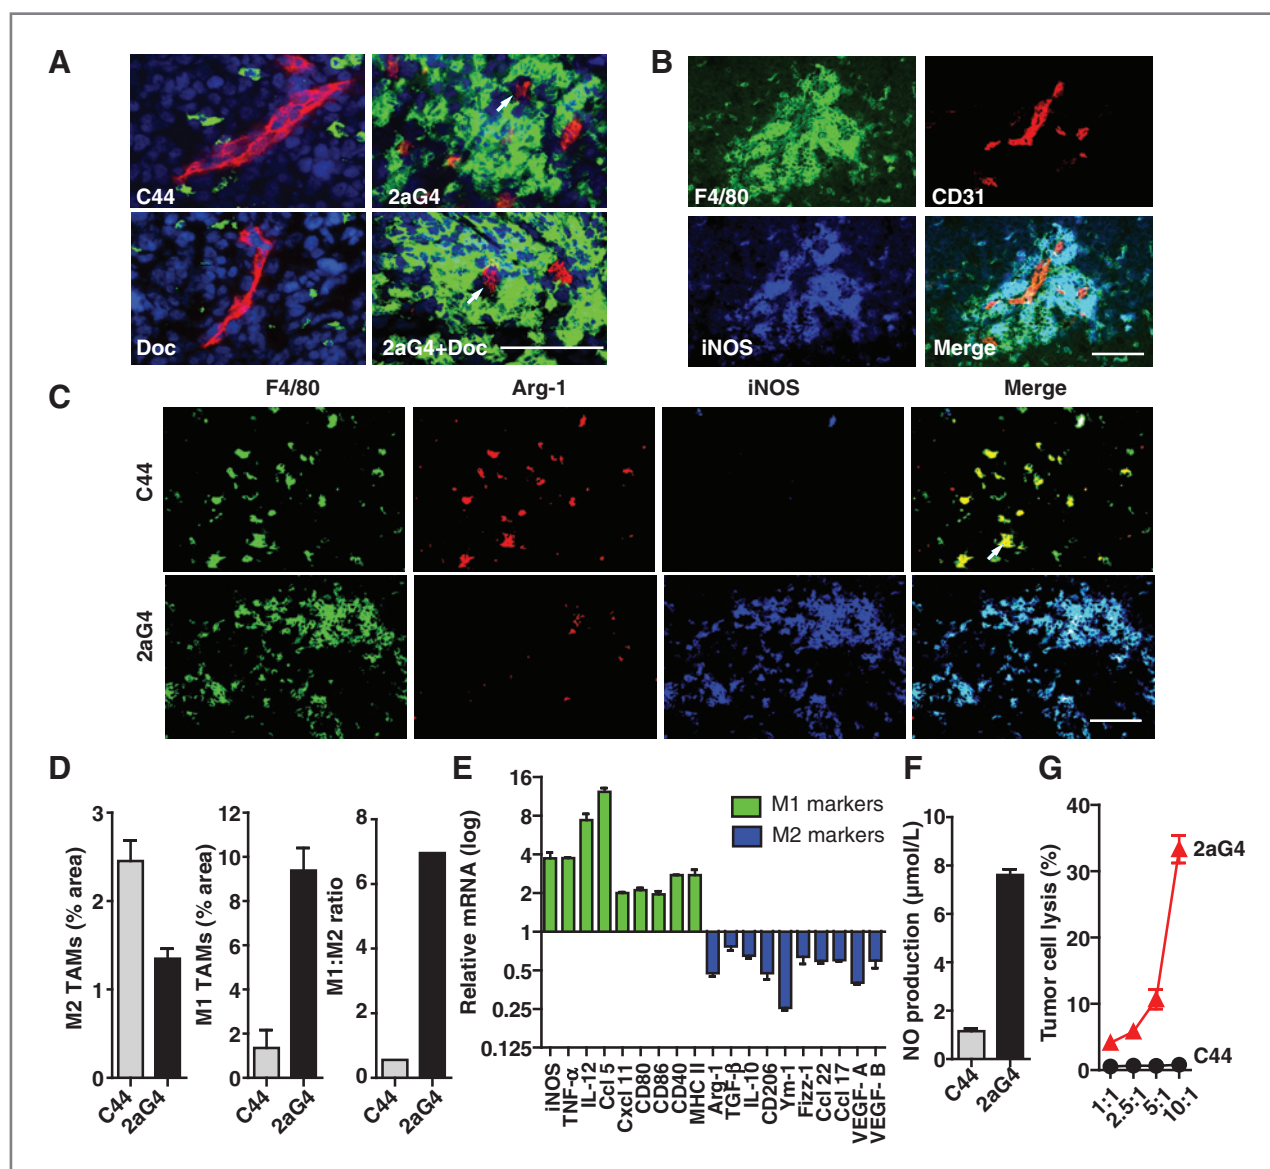 A
C44
2aG4
Doc
2aG4+Doc
B
F4/80
CD31
iNOS
Merge
C
F4/80 Arg-1 iNOS Merge
C44
2aG4
D
M2 TAMs (% area)
3
2
1
0
C44
2aG4
M1 TAMs (% area)
12
10
8
6
4
2
0
C44
2aG4
M1:M2 ratio
8
6
4
2
0
C44
2aG4
E
Relative mRNA (log)
16
8
4
2
1
0.5
0.25
0.125
M1 markers
M2 markers
iNOS
TNF-α
IL-12
Ccl 5
Cxcl 11
CD80
CD86
CD40
MHC II
Arg-1
TGF-β
IL-10
CD206
Ym-1
Fizz-1
Ccl 22
Ccl 17
VEGF- A
VEGF- B
F
NO production (µmol/L)
10
8
6
4
2
0
C44
2aG4
G
Tumor cell lysis (%)
40
30
20
10
0
2aG4
C44
1:1
2.5:1
5:1
10:1